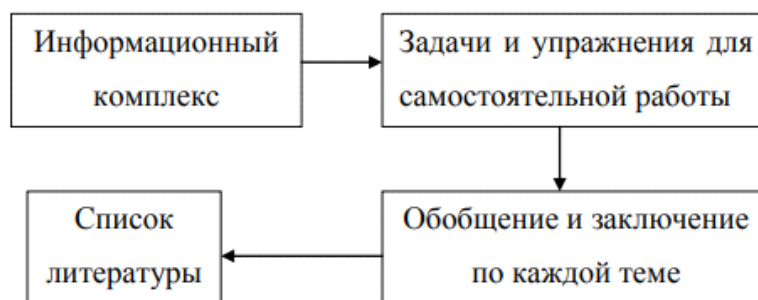 Информационный
комплекс
Задачи и упражнения для
самостоятельной работы
Обобщение и заключение
по каждой теме
Список
литературы